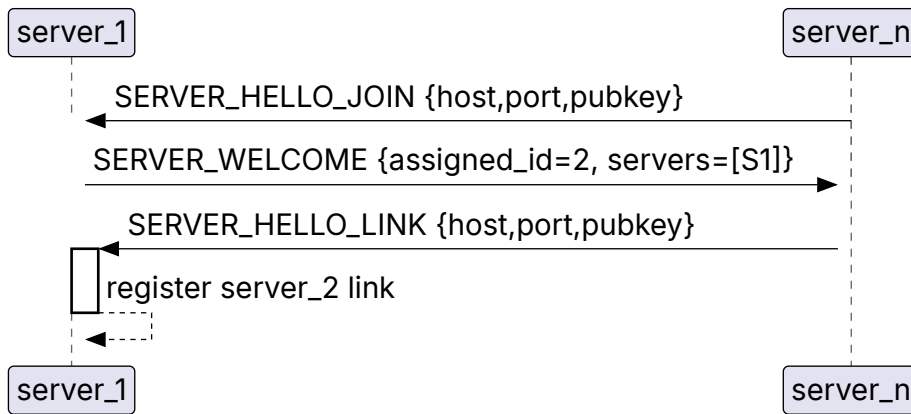 server_1
server_n
SERVER_HELLO_JOIN {host,port,pubkey}
SERVER_WELCOME {assigned_id=2, servers=[S1]}
SERVER_HELLO_LINK {host,port,pubkey}
register server_2 link
server_1
server_n